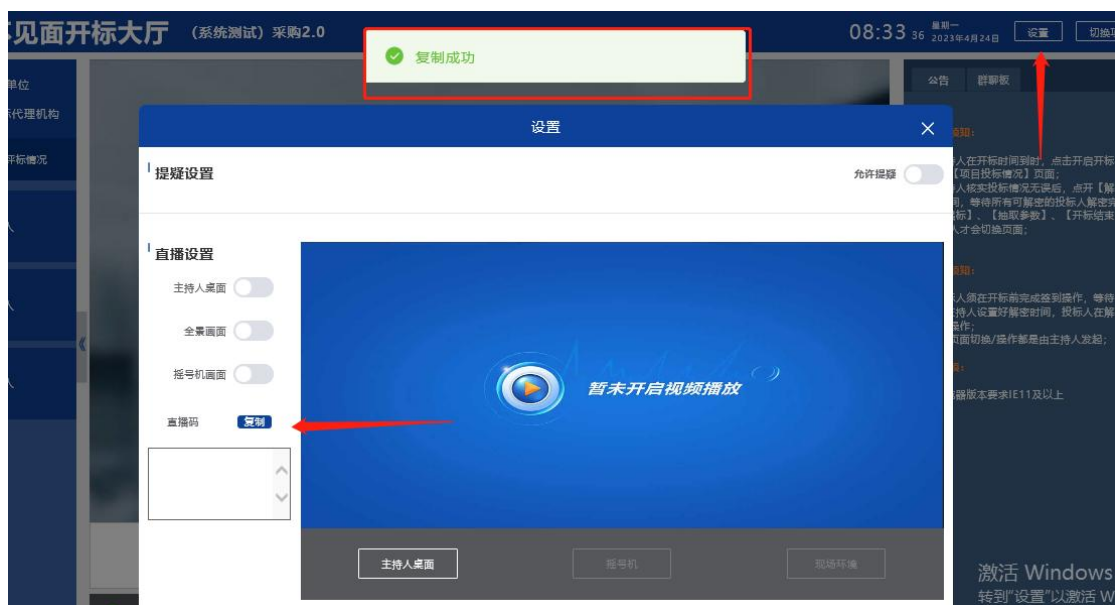 见面开标大厅 (系统测试) 采购2.0
08:33 36 星期一 2023年4月24日
设置
切换
复制成功
单位
代理机构
评标情况
公告 群聊板
设置
提疑设置
允许提疑
直播设置
主持人桌面
全景画面
摇号机画面
直播码 复制
暂未开启视频播放
主持人桌面 摇号机 现场环境
须知:
人在开标时间到时, 点击开启开标
【项目投标情况】页面;
人核实投标情况无误后, 点开【解
间, 等待所有可解密的投标人解密完
标】、【抽取参数】、【开标结束
人才会切换页面;
须知:
人须在开标前完成签到操作, 等待
持人设置好解密时间, 投标人在解
操作;
页面切换/操作都是由主持人发起;
器版本要求IE11及以上
激活 Windows
转到"设置"以激活 W